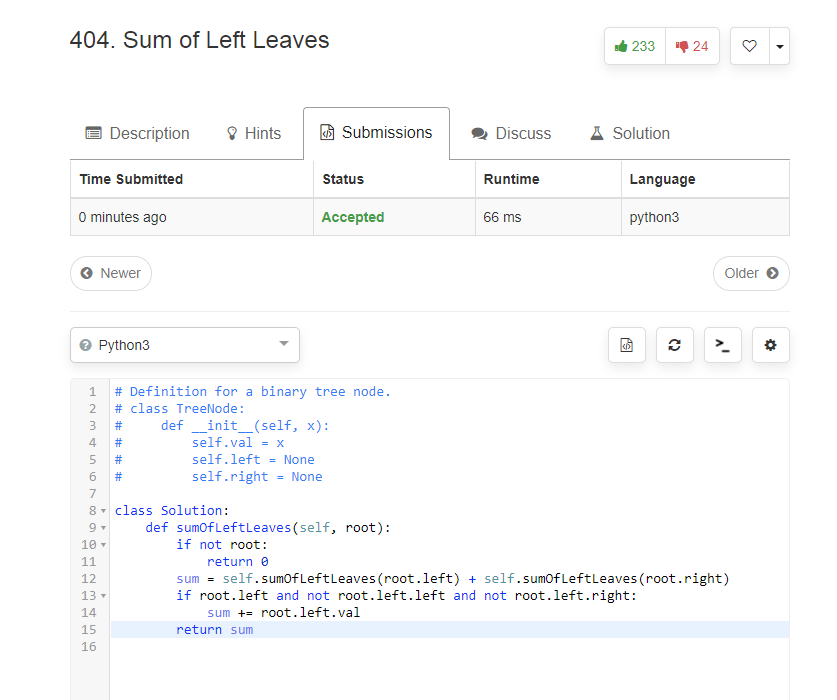 404. Sum of Left Leaves
233 24
Description Hints Submissions Discuss Solution
Time Submitted Status Runtime Language
0 minutes ago Accepted 66 ms python3
Newer Older
Python3
1 # Definition for a binary tree node.
2 # class TreeNode:
3 #     def __init__(self, x):
4 #         self.val = x
5 #         self.left = None
6 #         self.right = None
7
8 class Solution:
9     def sumOfLeftLeaves(self, root):
10         if not root:
11             return 0
12         sum = self.sumOfLeftLeaves(root.left) + self.sumOfLeftLeaves(root.right)
13         if root.left and not root.left.left and not root.left.right:
14             sum += root.left.val
15         return sum
16